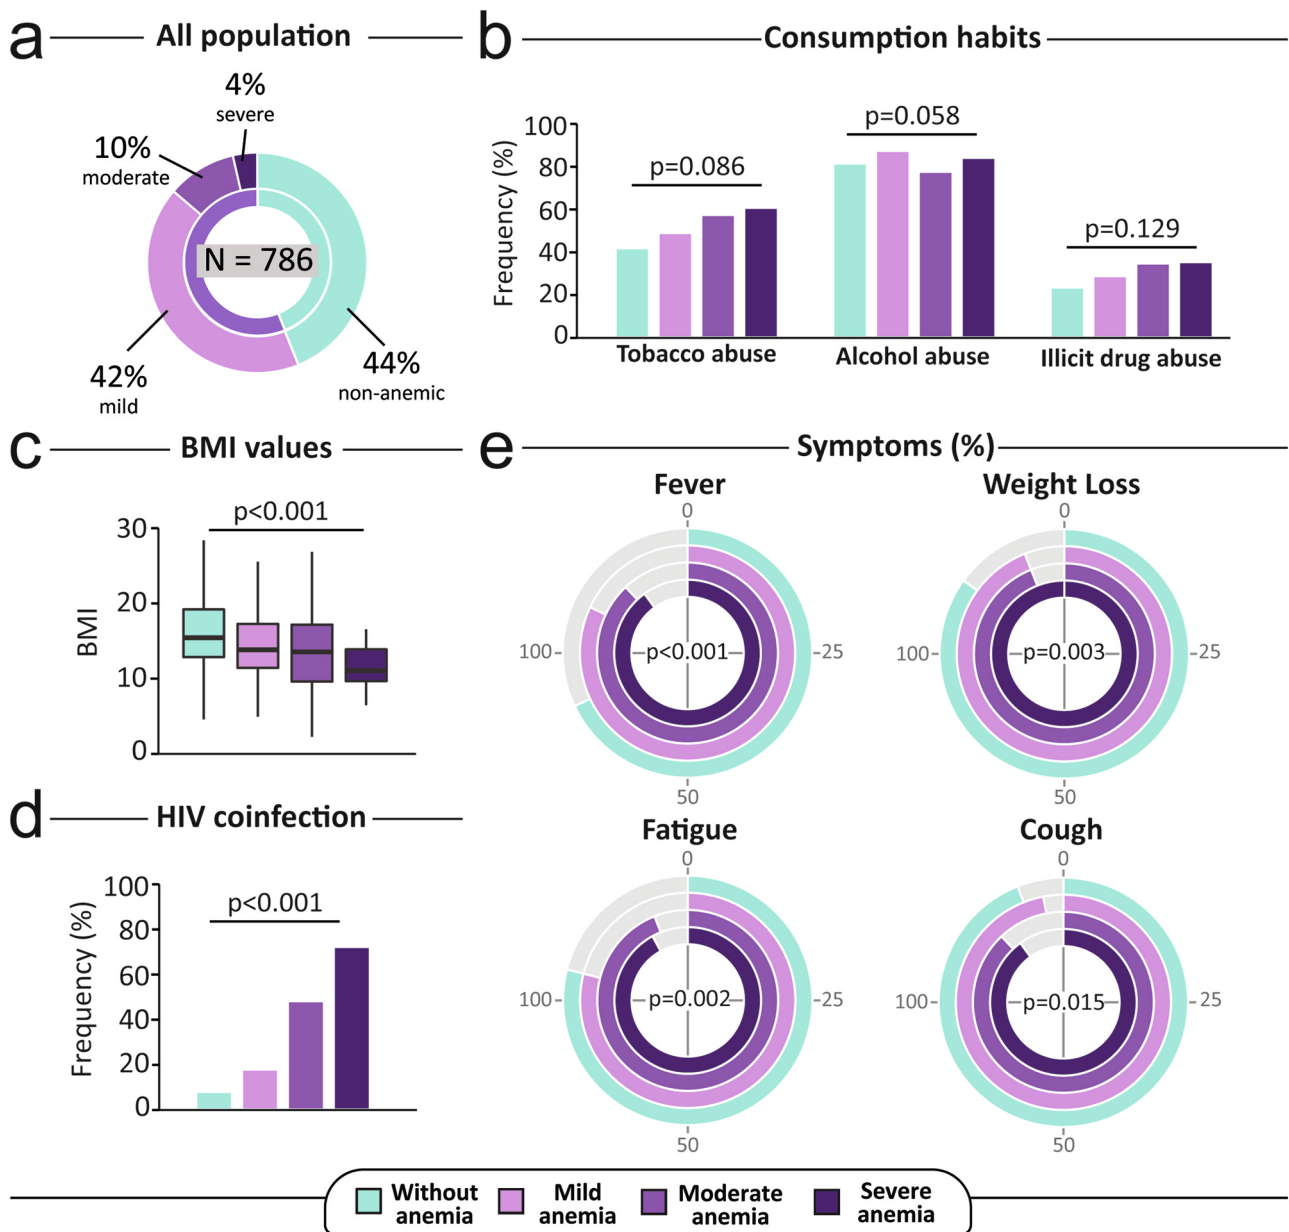 a
All population
4%
severe
10%
moderate
N = 786
42%
mild
44%
non-anemic
b
Consumption habits
Frequency (%)
100
80
60
40
20
0
p=0.086
p=0.058
p=0.129
Tobacco abuse
Alcohol abuse
Illicit drug abuse
c
BMI values
p<0.001
BMI
30
20
10
0
d
HIV coinfection
p<0.001
Frequency (%)
100
80
60
40
20
0
e
Symptoms (%)
Fever
0
100
p<0.001
25
50
Weight Loss
0
100
p=0.003
25
50
Fatigue
0
100
p=0.002
25
50
Cough
0
100
p=0.015
25
50
Without
anemia
Mild
anemia
Moderate
anemia
Severe
anemia